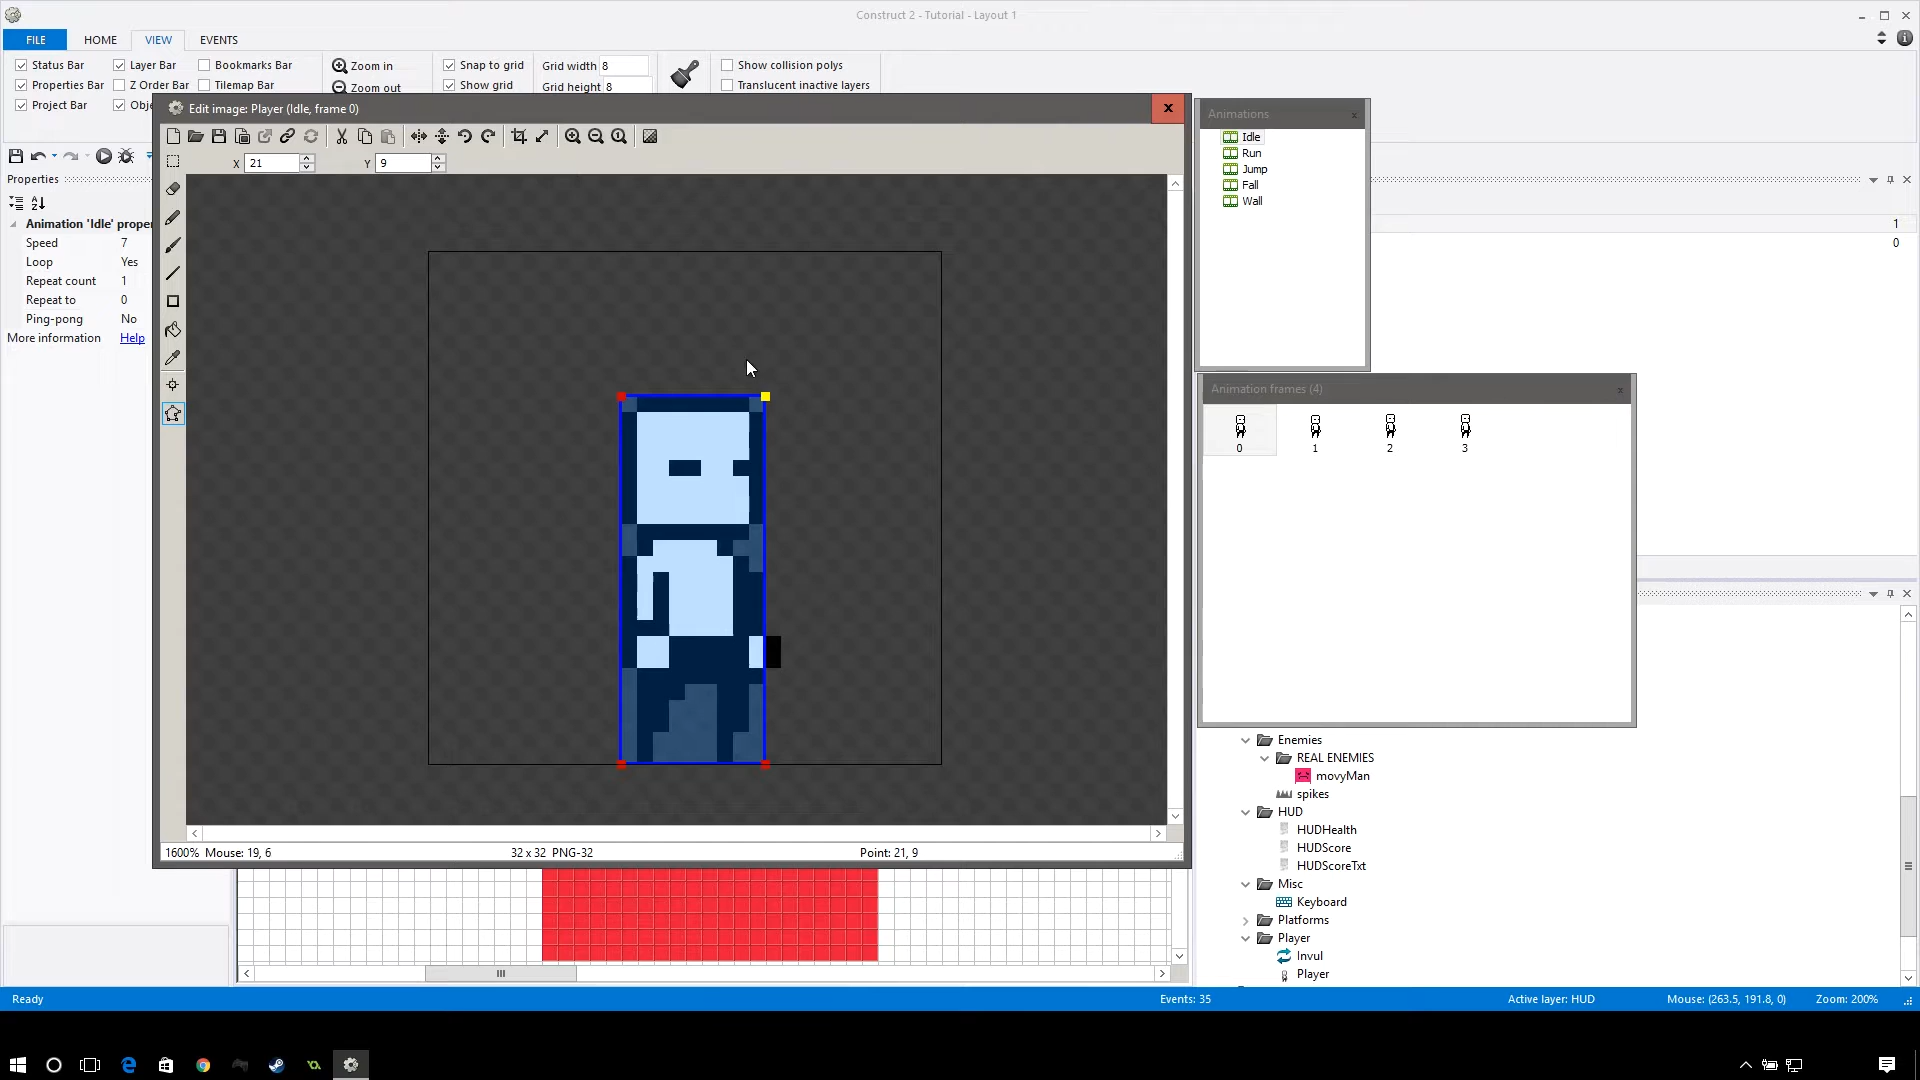 Construct 2 - Tutorial - Layout 1
FILE HOME VIEW EVENTS
Status Bar Layer Bar Bookmarks Bar Zoom in Snap to grid Grid width 8 Show collision polys
Properties Bar Z Order Bar Tilemap Bar Zoom out Show grid Grid height 8 Translucent inactive layers
Project Bar Obje
Edit image: Player (Idle, frame 0)
X 21 Y 9
Properties
Animation 'Idle' proper
Speed 7
Loop Yes
Repeat count 1
Repeat to 0
Ping-pong No
More information Help
1600% Mouse: 19, 6 32 x 32 PNG-32 Point: 21, 9
Animations
Idle
Run
Jump
Fall
Wall
1
0
Animation frames (4)
0 1 2 3
Enemies
REAL ENEMIES
movyMan
spikes
HUD
HUDHealth
HUDScore
HUDScoreTxt
Misc
Keyboard
Platforms
Player
Invul
Player
Ready Events: 35 Active layer: HUD Mouse: (263.5, 191.8, 0) Zoom: 200%